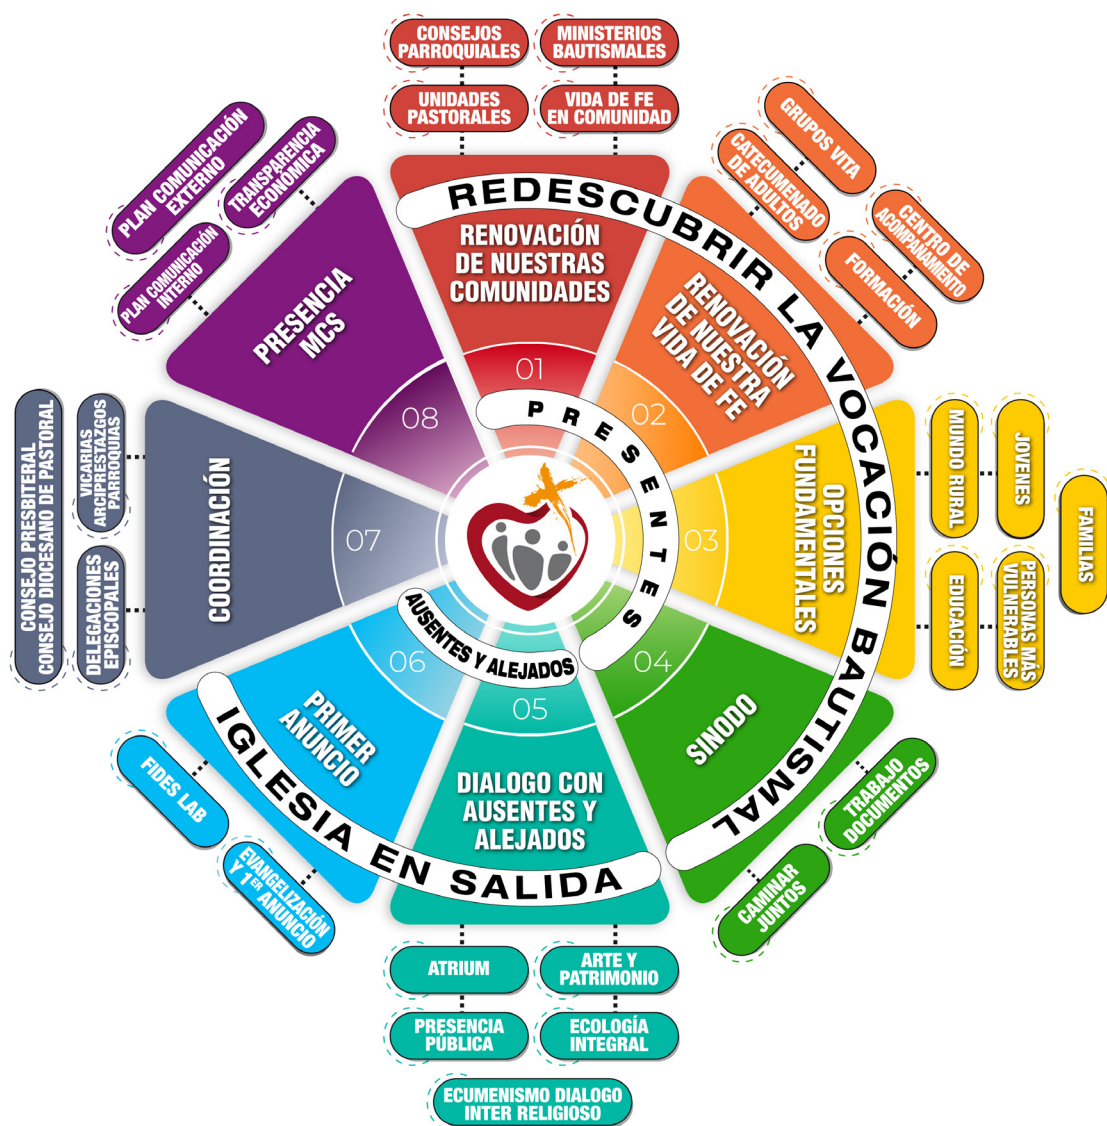 CONSEJOS
PARROQUIALES
MINISTERIOS
BAUTISMALES
UNIDADES
PASTORALES
VIDA DE FE
EN COMUNIDAD
REDESCUBRIR LA VOCACIÓN BAUTISMAL
RENOVACIÓN
DE NUESTRAS
COMUNIDADES
01
PRESENTES
GRUPOS VITA
CATECUMENADO
DE ADULTOS
CENTRO DE
ACOMPAÑAMIENTO
FORMACIÓN
RENOVACIÓN
DE NUESTRA
VIDA DE FE
02
MUNDO RURAL
JOVENES
FAMILIAS
EDUCACIÓN
PERSONAS MÁS
VULNERABLES
OPCIONES
FUNDAMENTALES
03
SINODO
04
TRABAJO
DOCUMENTOS
CAMINAR
JUNTOS
AUSENTES Y ALEJADOS
05
DIALOGO CON
AUSENTES Y
ALEJADOS
IGLESIA EN SALIDA
ATRIUM
ARTE Y
PATRIMONIO
PRESENCIA
PÚBLICA
ECOLOGÍA
INTEGRAL
ECUMENISMO DIALOGO
INTER RELIGIOSO
06
PRIMER
ANUNCIO
FIDES LAB
EVANGELIZACIÓN
Y 1ER ANUNCIO
07
COORDINACIÓN
CONSEJO PRESBITERAL
CONSEJO DIOCESANO DE PASTORAL
VICARIAS
ARCIPRESTAZGOS
PARROQUIAS
DELEGACIONES
EPISCOPALES
08
PRESENCIA
MCS
PLAN COMUNICACIÓN
EXTERNO
TRANSPARENCIA
ECONÓMICA
PLAN COMUNICACIÓN
INTERNO